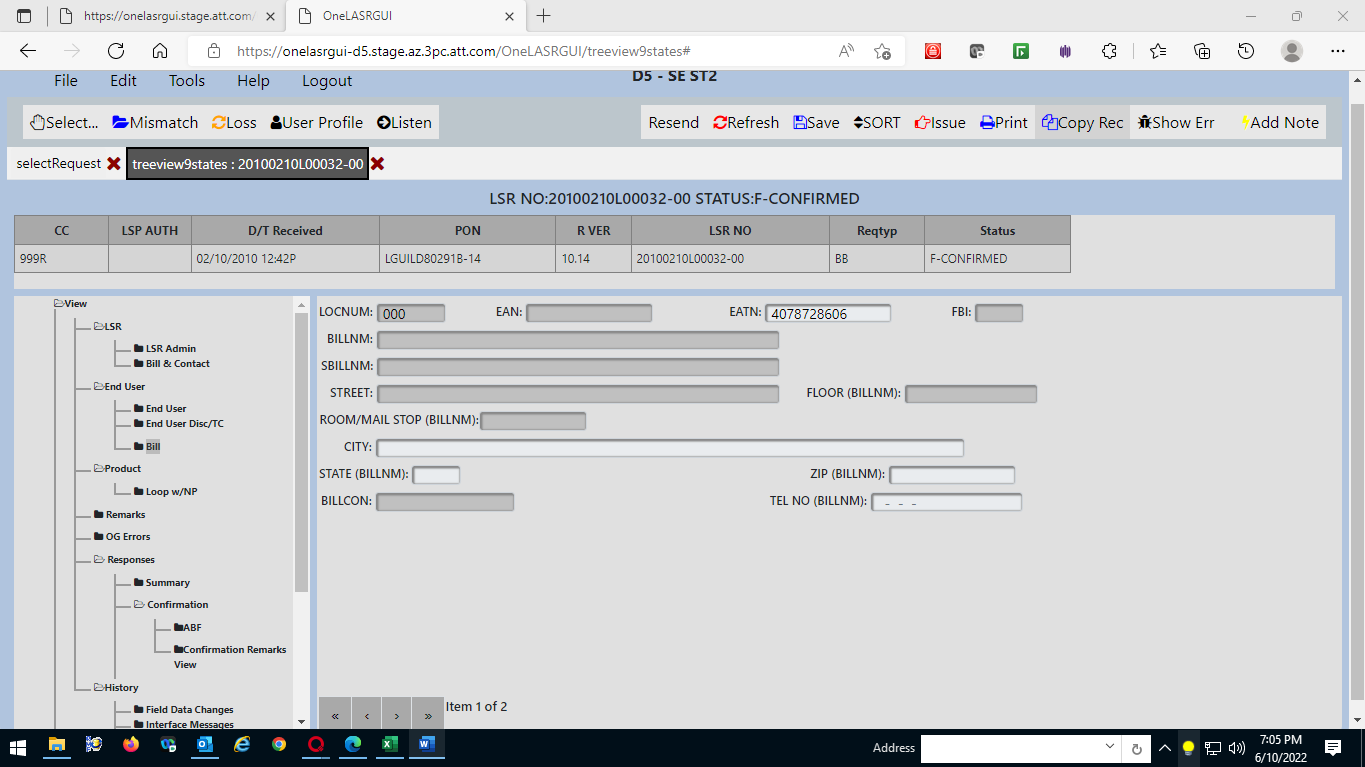 https://onelasrgui.stage.att.com/
OneLASRGUI
https://onelasrgui-d5.stage.az.3pc.att.com/OneLASRGUI/treeview9states#
D5 - SE ST2
File Edit Tools Help Logout
Select... Mismatch Loss User Profile Listen Resend Refresh Save SORT Issue Print Copy Rec Show Err Add Note
selectRequest treeview9states : 20100210L00032-00
LSR NO:20100210L00032-00 STATUS:F-CONFIRMED
CC LSP AUTH D/T Received PON R VER LSR NO Reqtyp Status
999R 02/10/2010 12:42P LGUILD80291B-14 10.14 20100210L00032-00 BB F-CONFIRMED
View
LSR
LSR Admin
Bill & Contact
End User
End User
End User Disc/TC
Bill
Product
Loop w/NP
Remarks
OG Errors
Responses
Summary
Confirmation
ABF
Confirmation Remarks
View
History
Field Data Changes
Interface Messages
LOCNUM: 000 EAN: EATN: 4078728606 FBI:
BILLNM:
SBILLNM:
STREET: FLOOR (BILLNM):
ROOM/MAIL STOP (BILLNM):
CITY:
STATE (BILLNM): ZIP (BILLNM):
BILLCON: TEL NO (BILLNM): - - -
« ‹ › » Item 1 of 2
Address
7:05 PM
6/10/2022